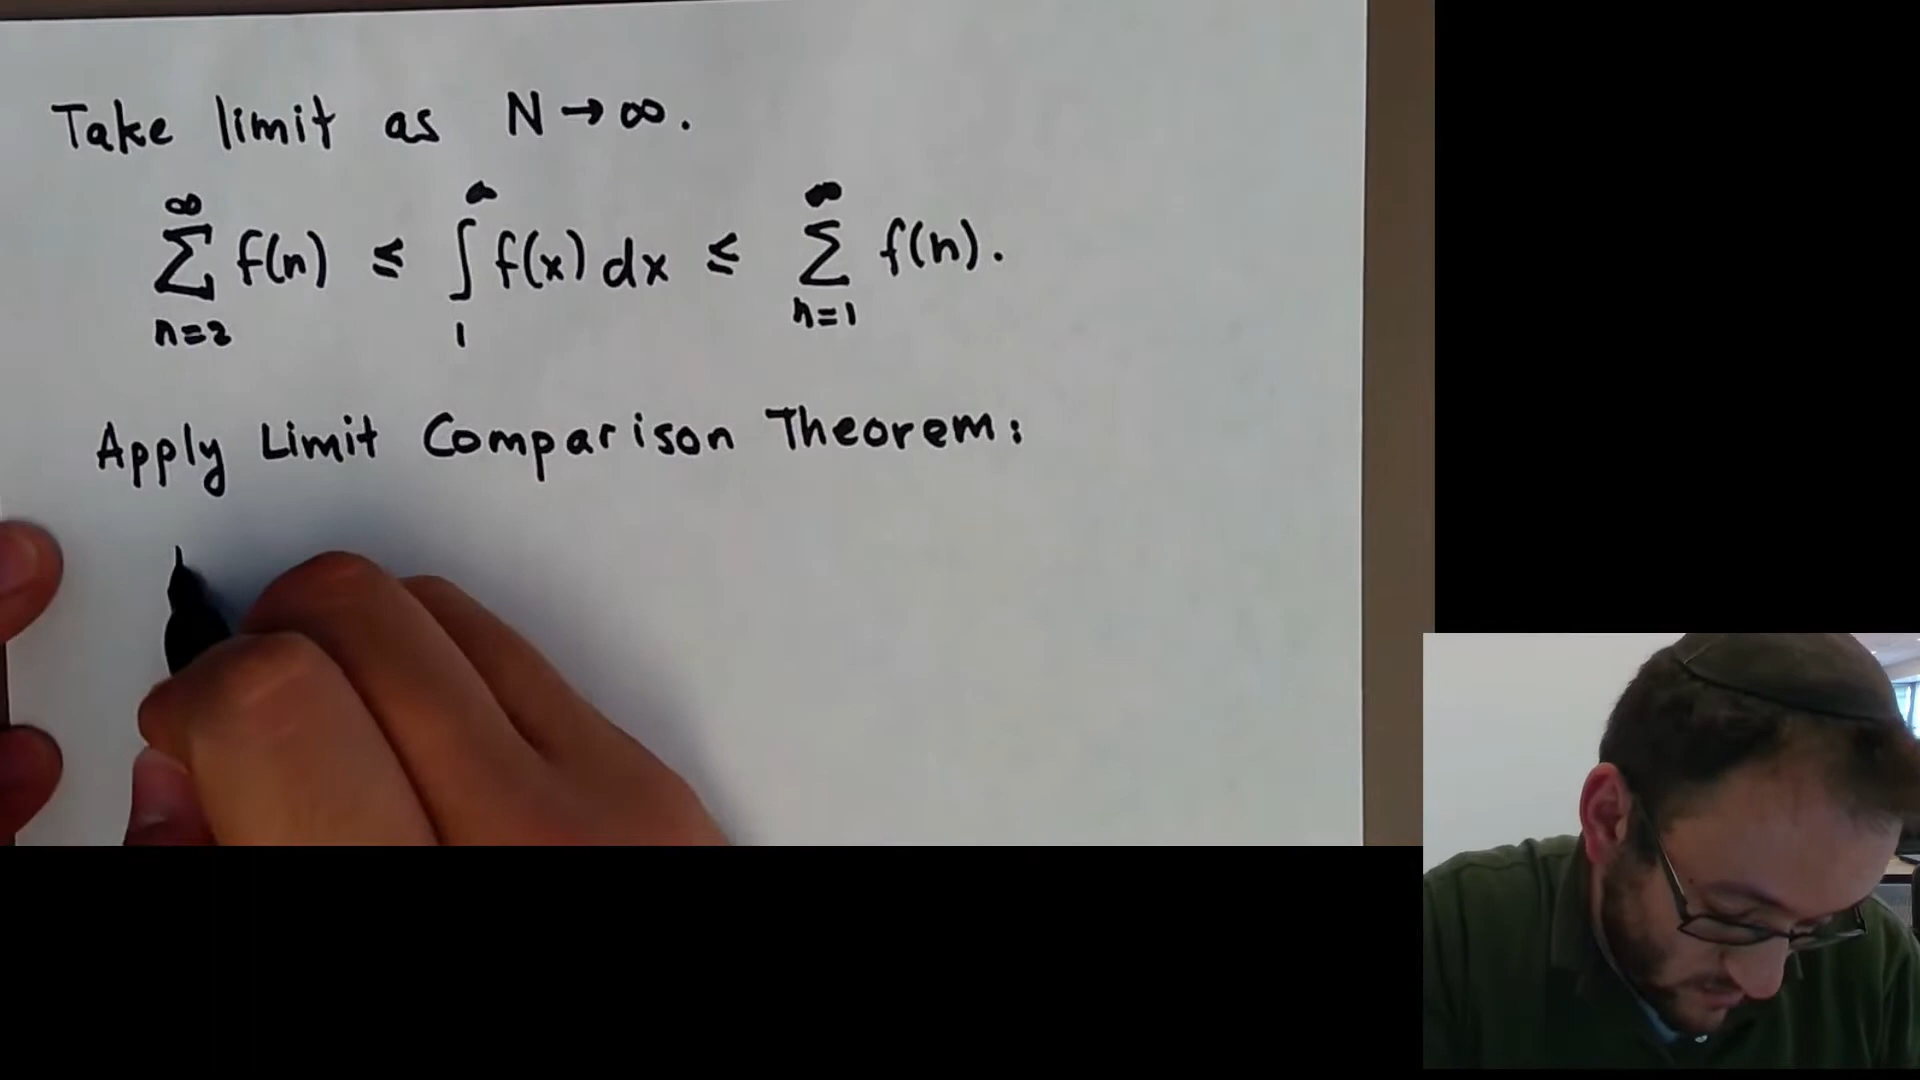 Take limit as N → ∞.
∞ ∑ n=2 f(n) ≤ ∞ ∫ 1 f(x) dx ≤ ∞ ∑ n=1 f(n).
Apply Limit Comparison Theorem: